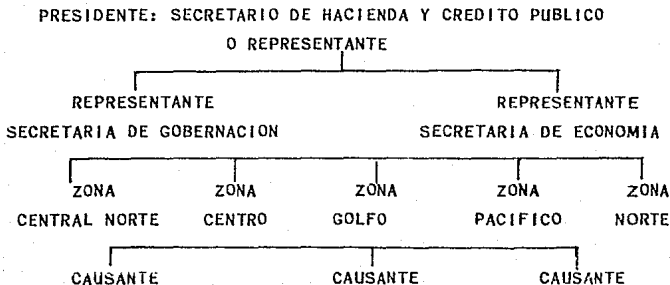 PRESIDENTE: SECRETARIO DE HACIENDA Y CREDITO PUBLICO
O REPRESENTANTE
REPRESENTANTE REPRESENTANTE
SECRETARIA DE GOBERNACION SECRETARIA DE ECONOMIA
ZONA ZONA ZONA ZONA ZONA
CENTRAL NORTE CENTRO GOLFO PACIFICO NORTE
CAUSANTE CAUSANTE CAUSANTE